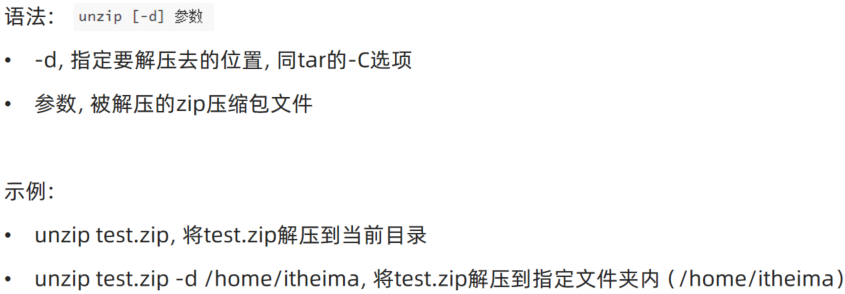 语法: unzip [-d] 参数
• -d, 指定要解压去的位置, 同tar的-C选项
• 参数, 被解压的zip压缩包文件
示例:
• unzip test.zip, 将test.zip解压到当前目录
• unzip test.zip -d /home/itheima, 将test.zip解压到指定文件夹内 (/home/itheima)